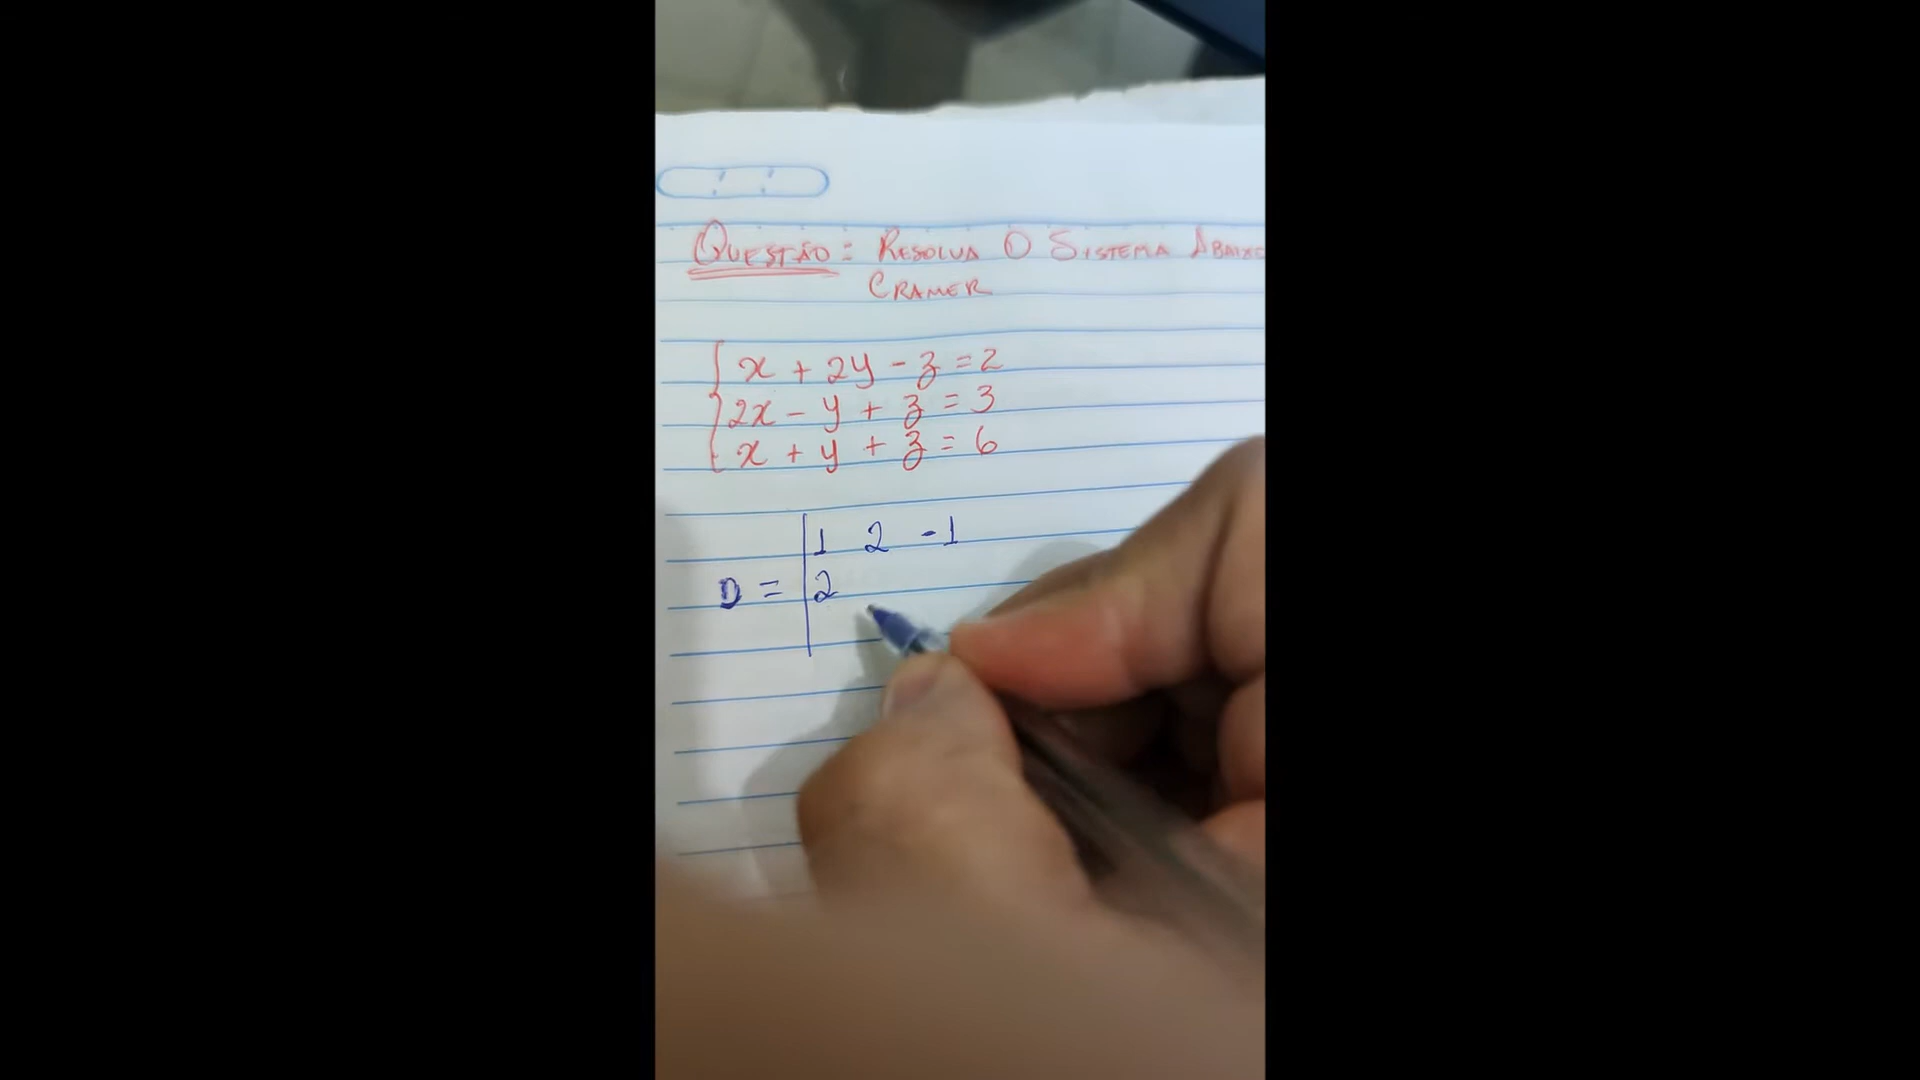 QUESTÃO: RESOLVA O SISTEMA ABAIXO
CRAMER
x + 2y - z = 2
2x - y + z = 3
x + y + z = 6
1 2 -1
D = 2